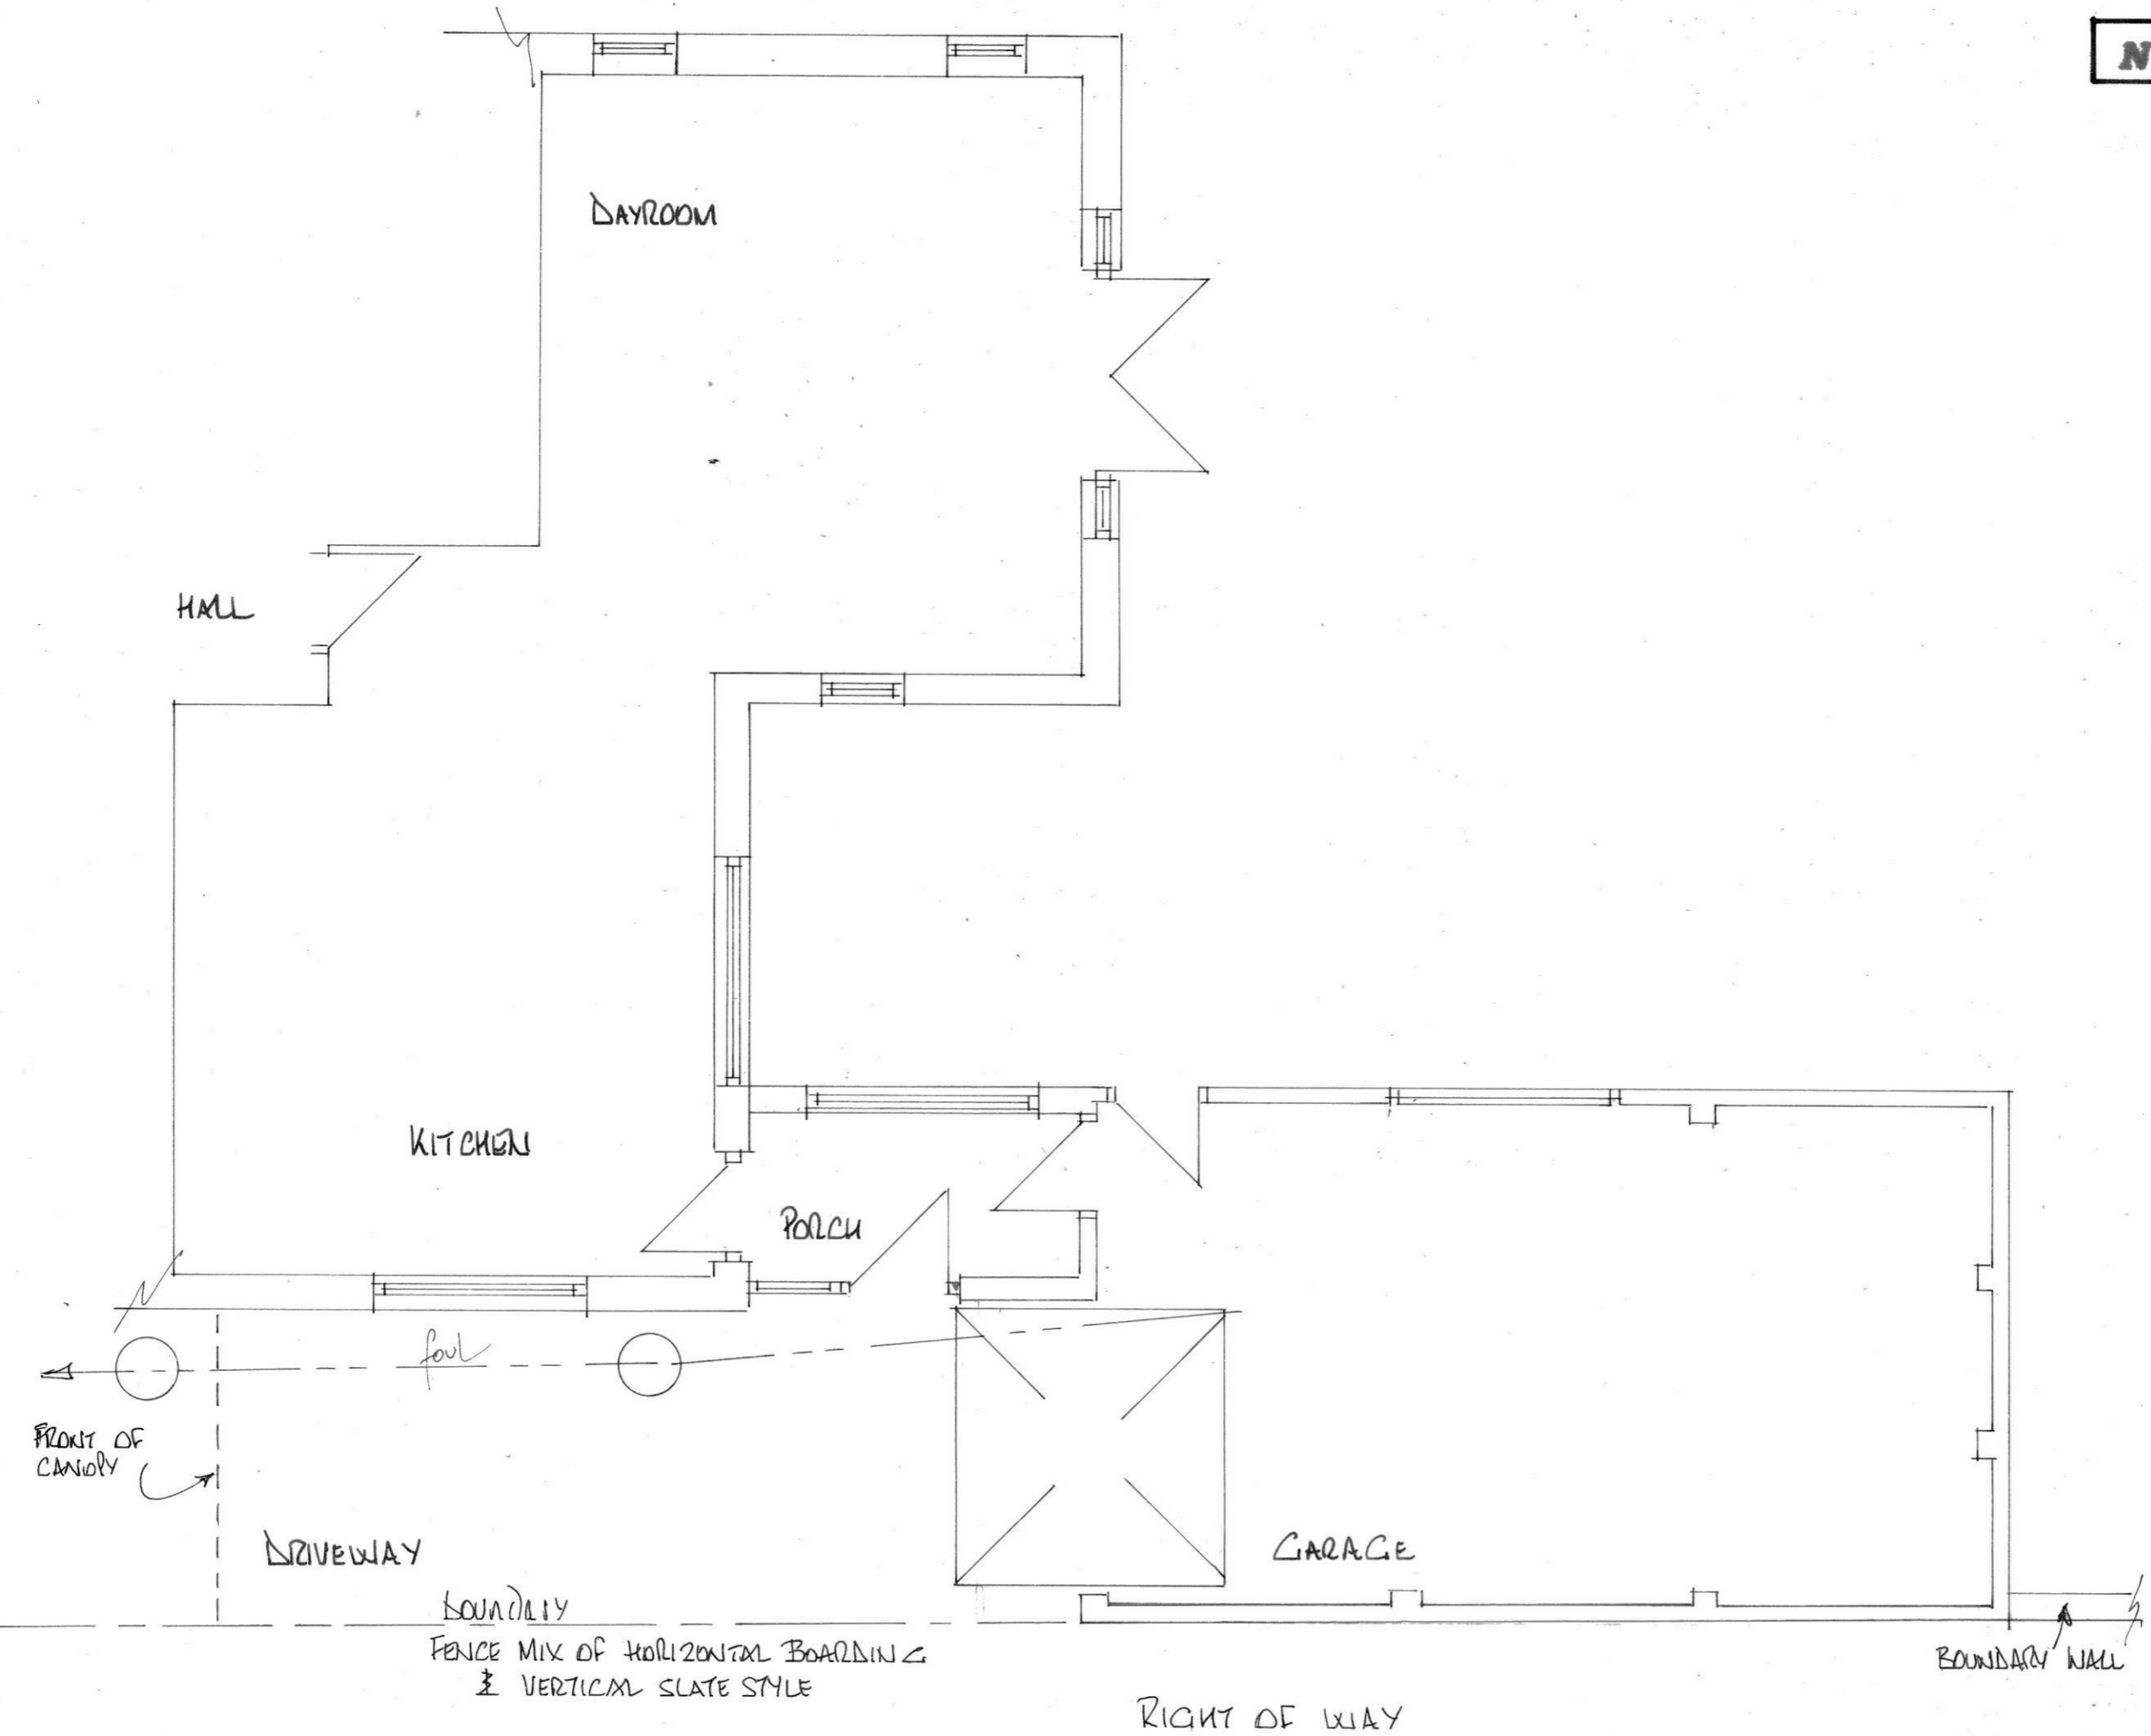 N
DAYROOM
HALL
KITCHEN
PORCH
foul
FRONT OF
CANOPY
DRIVEWAY
GARAGE
BOUNDARY
FENCE MIX OF HORIZONTAL BOARDING
& VERTICAL SLATE STYLE
BOUNDARY WALL
RIGHT OF WAY